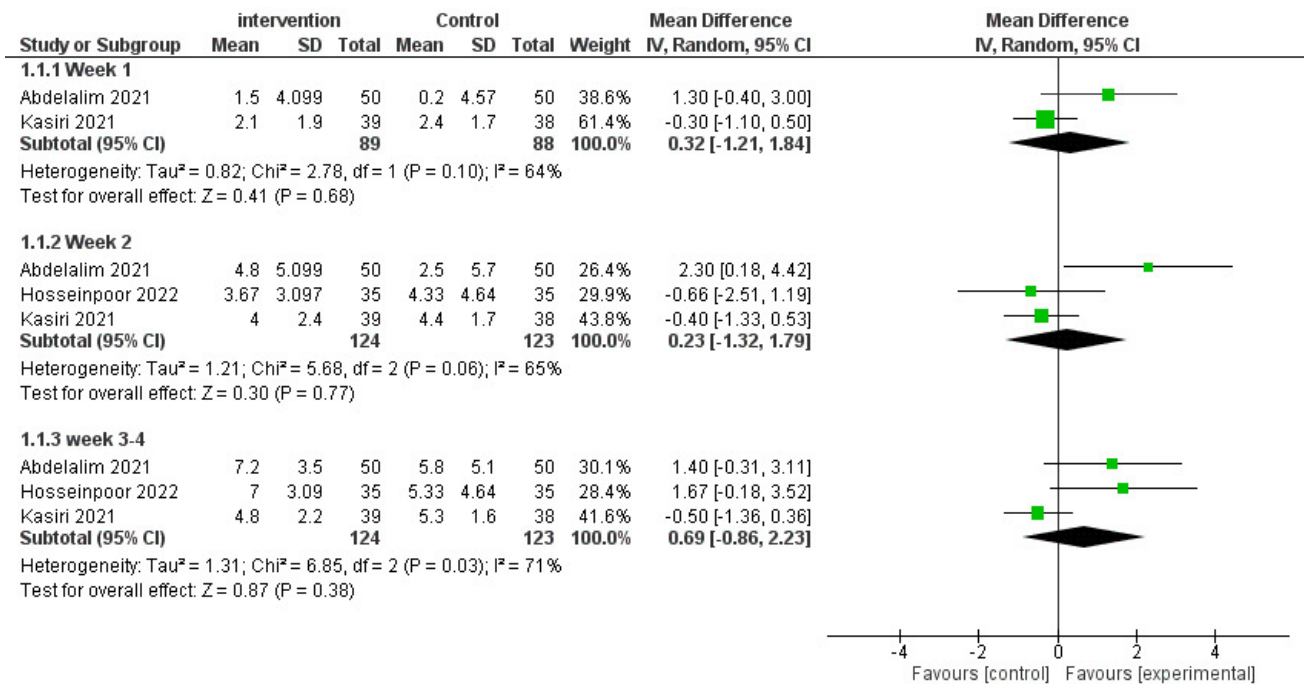 intervention Control Mean Difference Mean Difference
Study or Subgroup Mean SD Total Mean SD Total Weight IV, Random, 95% CI IV, Random, 95% CI
1.1.1 Week 1
Abdelalim 2021 1.5 4.099 50 0.2 4.57 50 38.6% 1.30 [-0.40, 3.00]
Kasiri 2021 2.1 1.9 39 2.4 1.7 38 61.4% -0.30 [-1.10, 0.50]
Subtotal (95% CI) 89 88 100.0% 0.32 [-1.21, 1.84]
Heterogeneity: Tau² = 0.82; Chi² = 2.78, df = 1 (P = 0.10); I² = 64%
Test for overall effect: Z = 0.41 (P = 0.68)
1.1.2 Week 2
Abdelalim 2021 4.8 5.099 50 2.5 5.7 50 26.4% 2.30 [0.18, 4.42]
Hosseinpoor 2022 3.67 3.097 35 4.33 4.64 35 29.9% -0.66 [-2.51, 1.19]
Kasiri 2021 4 2.4 39 4.4 1.7 38 43.8% -0.40 [-1.33, 0.53]
Subtotal (95% CI) 124 123 100.0% 0.23 [-1.32, 1.79]
Heterogeneity: Tau² = 1.21; Chi² = 5.68, df = 2 (P = 0.06); I² = 65%
Test for overall effect: Z = 0.30 (P = 0.77)
1.1.3 week 3-4
Abdelalim 2021 7.2 3.5 50 5.8 5.1 50 30.1% 1.40 [-0.31, 3.11]
Hosseinpoor 2022 7 3.09 35 5.33 4.64 35 28.4% 1.67 [-0.18, 3.52]
Kasiri 2021 4.8 2.2 39 5.3 1.6 38 41.6% -0.50 [-1.36, 0.36]
Subtotal (95% CI) 124 123 100.0% 0.69 [-0.86, 2.23]
Heterogeneity: Tau² = 1.31; Chi² = 6.85, df = 2 (P = 0.03); I² = 71%
Test for overall effect: Z = 0.87 (P = 0.38)
-4 -2 0 2 4
Favours [control] Favours [experimental]